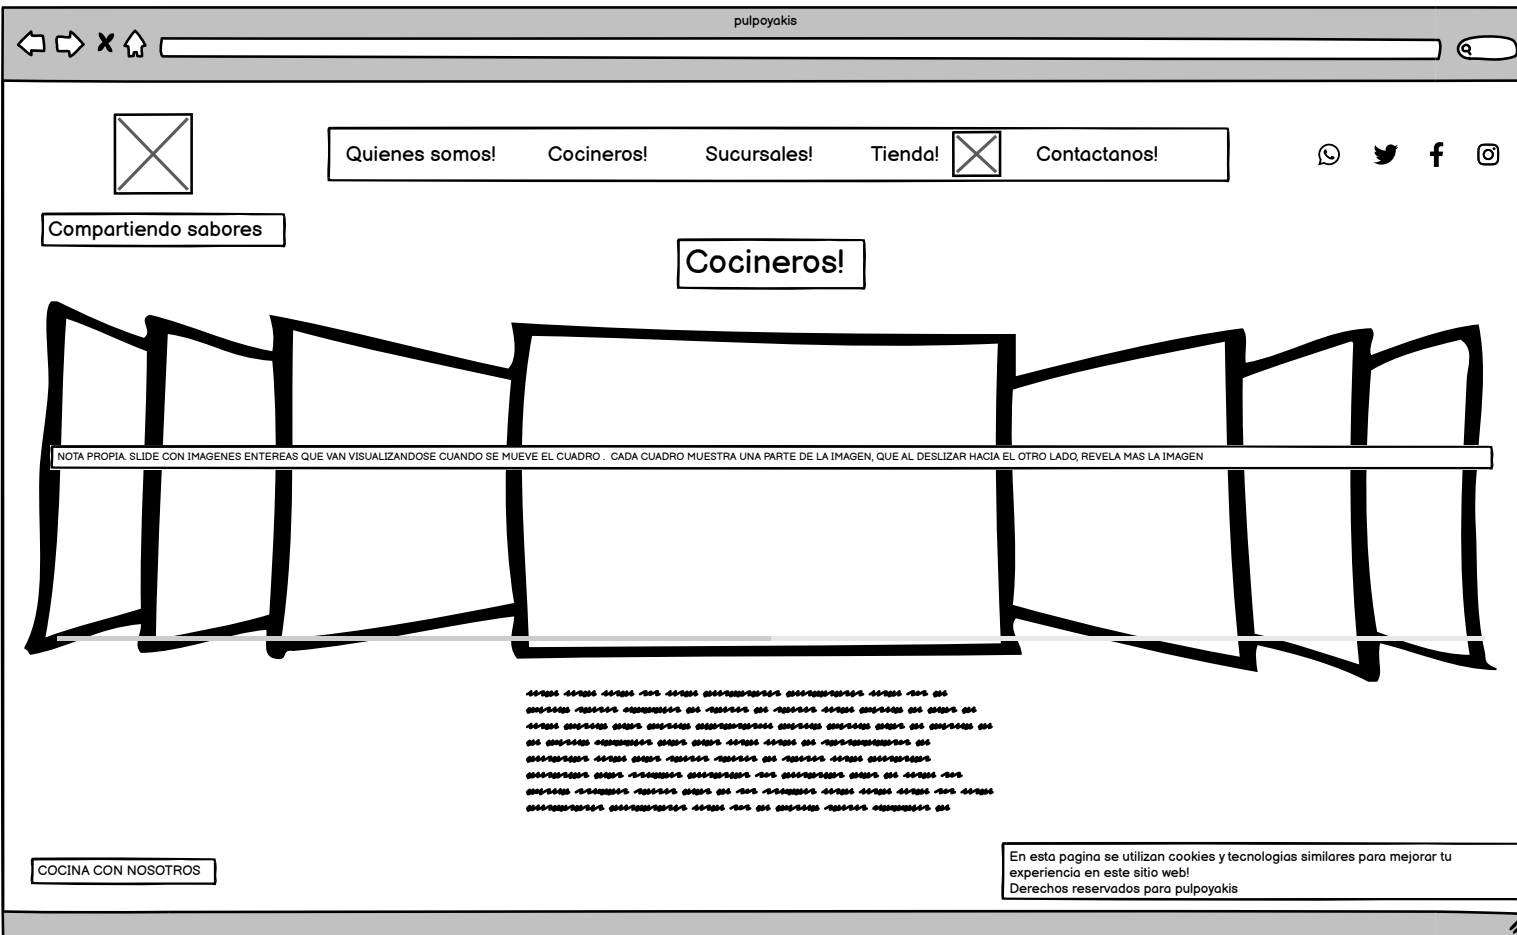 pulpoyakis
Quienes somos! Cocineros! Sucursales! Tienda! Contactanos!
Compartiendo sabores
Cocineros!
NOTA PROPIA. SLIDE CON IMAGENES ENTEREAS QUE VAN VISUALIZANDOSE CUANDO SE MUEVE EL CUADRO . CADA CUADRO MUESTRA UNA PARTE DE LA IMAGEN, QUE AL DESLIZAR HACIA EL OTRO LADO, REVELA MAS LA IMAGEN
COCINA CON NOSOTROS
En esta pagina se utilizan cookies y tecnologias similares para mejorar tu
experiencia en este sitio web!
Derechos reservados para pulpoyakis